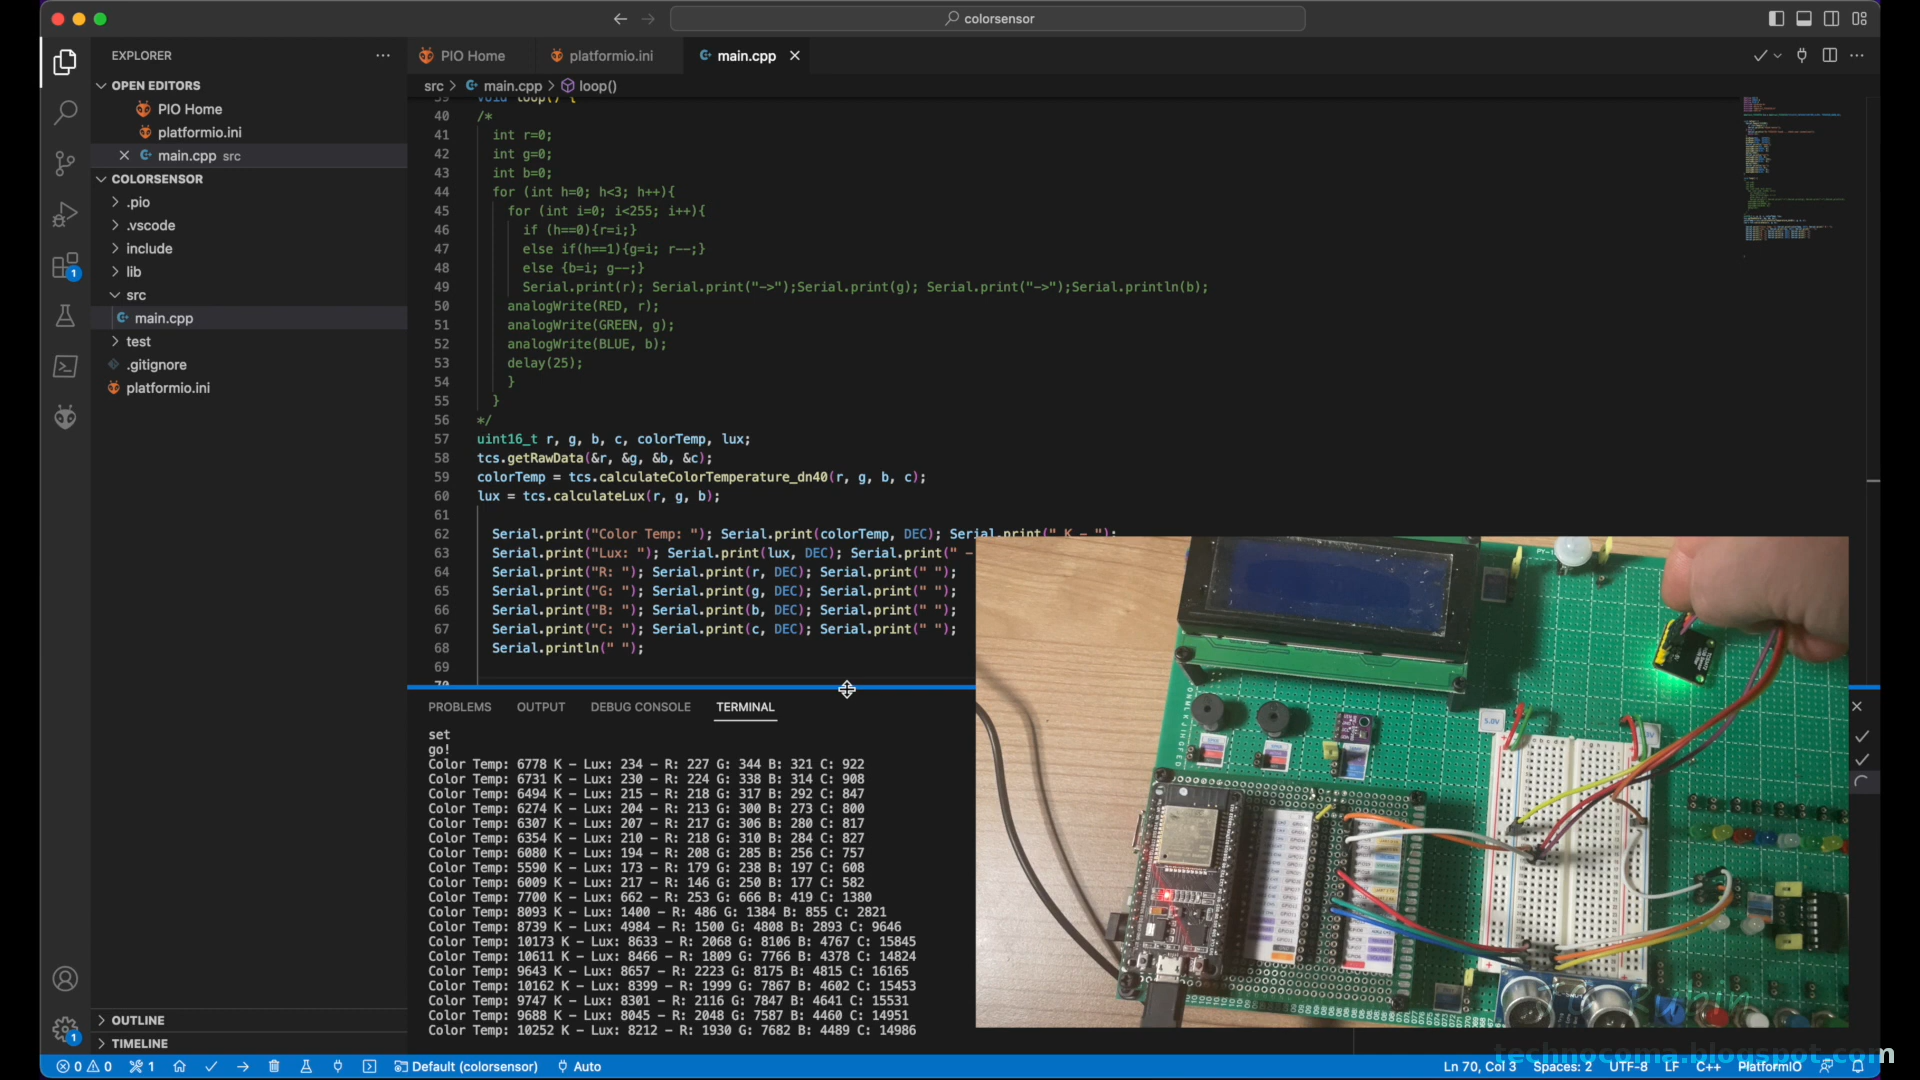 colorsensor
EXPLORER
PIO Home
platformio.ini
main.cpp
OPEN EDITORS
src
main.cpp
loop()
PIO Home
platformio.ini
main.cpp src
COLORSENSOR
.pio
.vscode
include
lib
src
main.cpp
test
.gitignore
platformio.ini
39 void loop() {
40 /*
41 int r=0;
42 int g=0;
43 int b=0;
44 for (int h=0; h<3; h++){
45 for (int i=0; i<255; i++){
46 if (h==0){r=i;}
47 else if(h==1){g=i; r--;}
48 else {b=i; g--;}
49 Serial.print(r); Serial.print("->");Serial.print(g); Serial.print("->");Serial.println(b);
50 analogWrite(RED, r);
51 analogWrite(GREEN, g);
52 analogWrite(BLUE, b);
53 delay(25);
54 }
55 }
56 */
57 uint16_t r, g, b, c, colorTemp, lux;
58 tcs.getRawData(&r, &g, &b, &c);
59 colorTemp = tcs.calculateColorTemperature_dn40(r, g, b, c);
60 lux = tcs.calculateLux(r, g, b);
61
62 Serial.print("Color Temp: "); Serial.print(colorTemp, DEC); Serial.print(" K - ");
63 Serial.print("Lux: "); Serial.print(lux, DEC); Serial.print(" -
64 Serial.print("R: "); Serial.print(r, DEC); Serial.print(" ");
65 Serial.print("G: "); Serial.print(g, DEC); Serial.print(" ");
66 Serial.print("B: "); Serial.print(b, DEC); Serial.print(" ");
67 Serial.print("C: "); Serial.print(c, DEC); Serial.print(" ");
68 Serial.println(" ");
69
70
PROBLEMS
OUTPUT
DEBUG CONSOLE
TERMINAL
set
go!
Color Temp: 6778 K - Lux: 234 - R: 227 G: 344 B: 321 C: 922
Color Temp: 6731 K - Lux: 230 - R: 224 G: 338 B: 314 C: 908
Color Temp: 6494 K - Lux: 215 - R: 218 G: 317 B: 292 C: 847
Color Temp: 6274 K - Lux: 204 - R: 213 G: 300 B: 273 C: 800
Color Temp: 6307 K - Lux: 207 - R: 217 G: 306 B: 280 C: 817
Color Temp: 6354 K - Lux: 210 - R: 218 G: 310 B: 284 C: 827
Color Temp: 6080 K - Lux: 194 - R: 208 G: 285 B: 256 C: 757
Color Temp: 5590 K - Lux: 173 - R: 179 G: 238 B: 197 C: 608
Color Temp: 6009 K - Lux: 217 - R: 146 G: 250 B: 177 C: 582
Color Temp: 7700 K - Lux: 662 - R: 253 G: 666 B: 419 C: 1380
Color Temp: 8093 K - Lux: 1400 - R: 486 G: 1384 B: 855 C: 2821
Color Temp: 8739 K - Lux: 4984 - R: 1500 G: 4808 B: 2893 C: 9646
Color Temp: 10173 K - Lux: 8633 - R: 2068 G: 8106 B: 4767 C: 15845
Color Temp: 10611 K - Lux: 8466 - R: 1809 G: 7766 B: 4378 C: 14824
Color Temp: 9643 K - Lux: 8657 - R: 2223 G: 8175 B: 4815 C: 16165
Color Temp: 10162 K - Lux: 8399 - R: 1999 G: 7867 B: 4602 C: 15453
Color Temp: 9747 K - Lux: 8301 - R: 2116 G: 7847 B: 4641 C: 15531
Color Temp: 9688 K - Lux: 8045 - R: 2048 G: 7587 B: 4460 C: 14951
Color Temp: 10252 K - Lux: 8212 - R: 1930 G: 7682 B: 4489 C: 14986
5.0V
OUTLINE
TIMELINE
technocoma.blogspot.com
0 0 1 Default (colorsensor) Auto Ln 70, Col 3 Spaces: 2 UTF-8 LF C++ PlatformIO